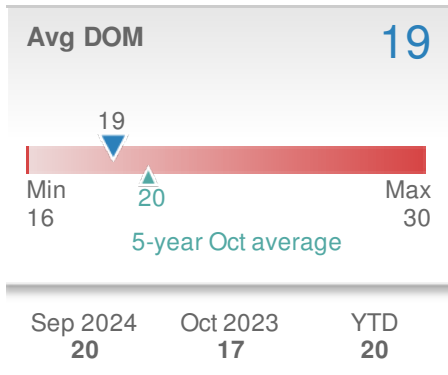 Avg DOM 19
19
Min Max
16 20 30
5-year Oct average
Sep 2024 Oct 2023 YTD
20 17 20